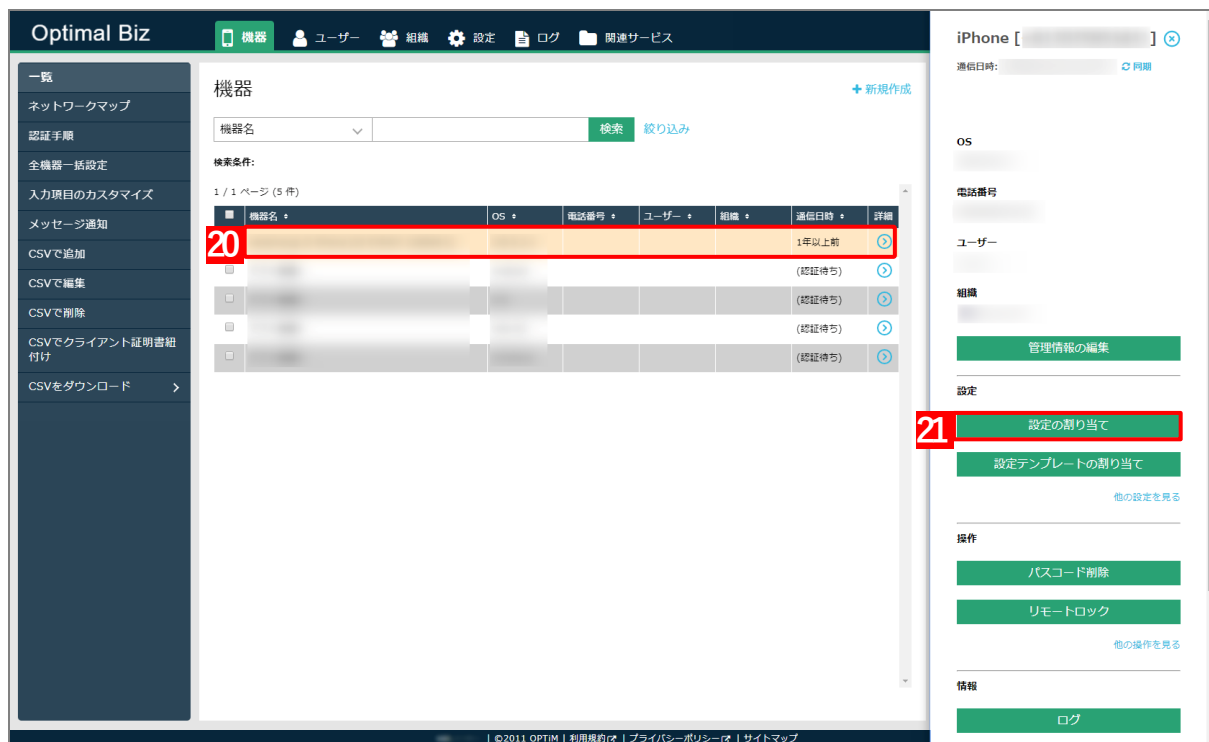 Optimal Biz
機器
ユーザー
組織
設定
ログ
関連サービス
一覧
ネットワークマップ
認証手順
全機器一括設定
入力項目のカスタマイズ
メッセージ通知
CSVで追加
CSVで編集
CSVで削除
CSVでクライアント証明書紐
付け
CSVをダウンロード
機器
新規作成
機器名
検索
絞り込み
検索条件:
1 / 1 ページ (5 件)
機器名 OS 電話番号 ユーザー 組織 通信日時 詳細
20
1年以上前
(認証待ち)
(認証待ち)
(認証待ち)
(認証待ち)
iPhone [ ]
通信日時:
同期
OS
電話番号
ユーザー
組織
管理情報の編集
設定
21
設定の割り当て
設定テンプレートの割り当て
他の設定を見る
操作
パスコード削除
リモートロック
他の操作を見る
情報
ログ
| ©2011 OPTiM | 利用規約 | プライバシーポリシー | サイトマップ